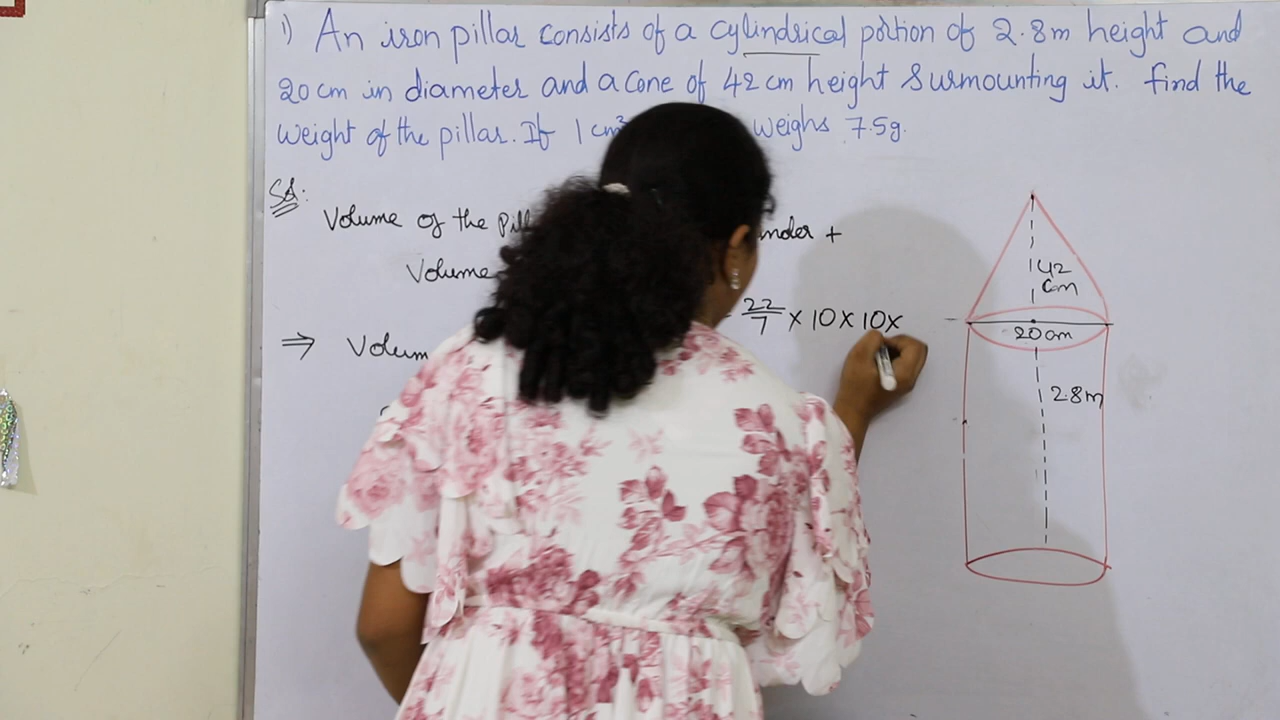 1) An iron pillar consists of a cylindrical portion of 2.8m height and
20 cm in diameter and a cone of 42 cm height surmounting it. find the
weight of the pillar. If 1 cm³ weighs 7.5g.
Sol:
Volume of the Pill nder +
Volume
⇒ Volum 22/7 × 10 × 10 ×
42
cm
20 cm
2.8m